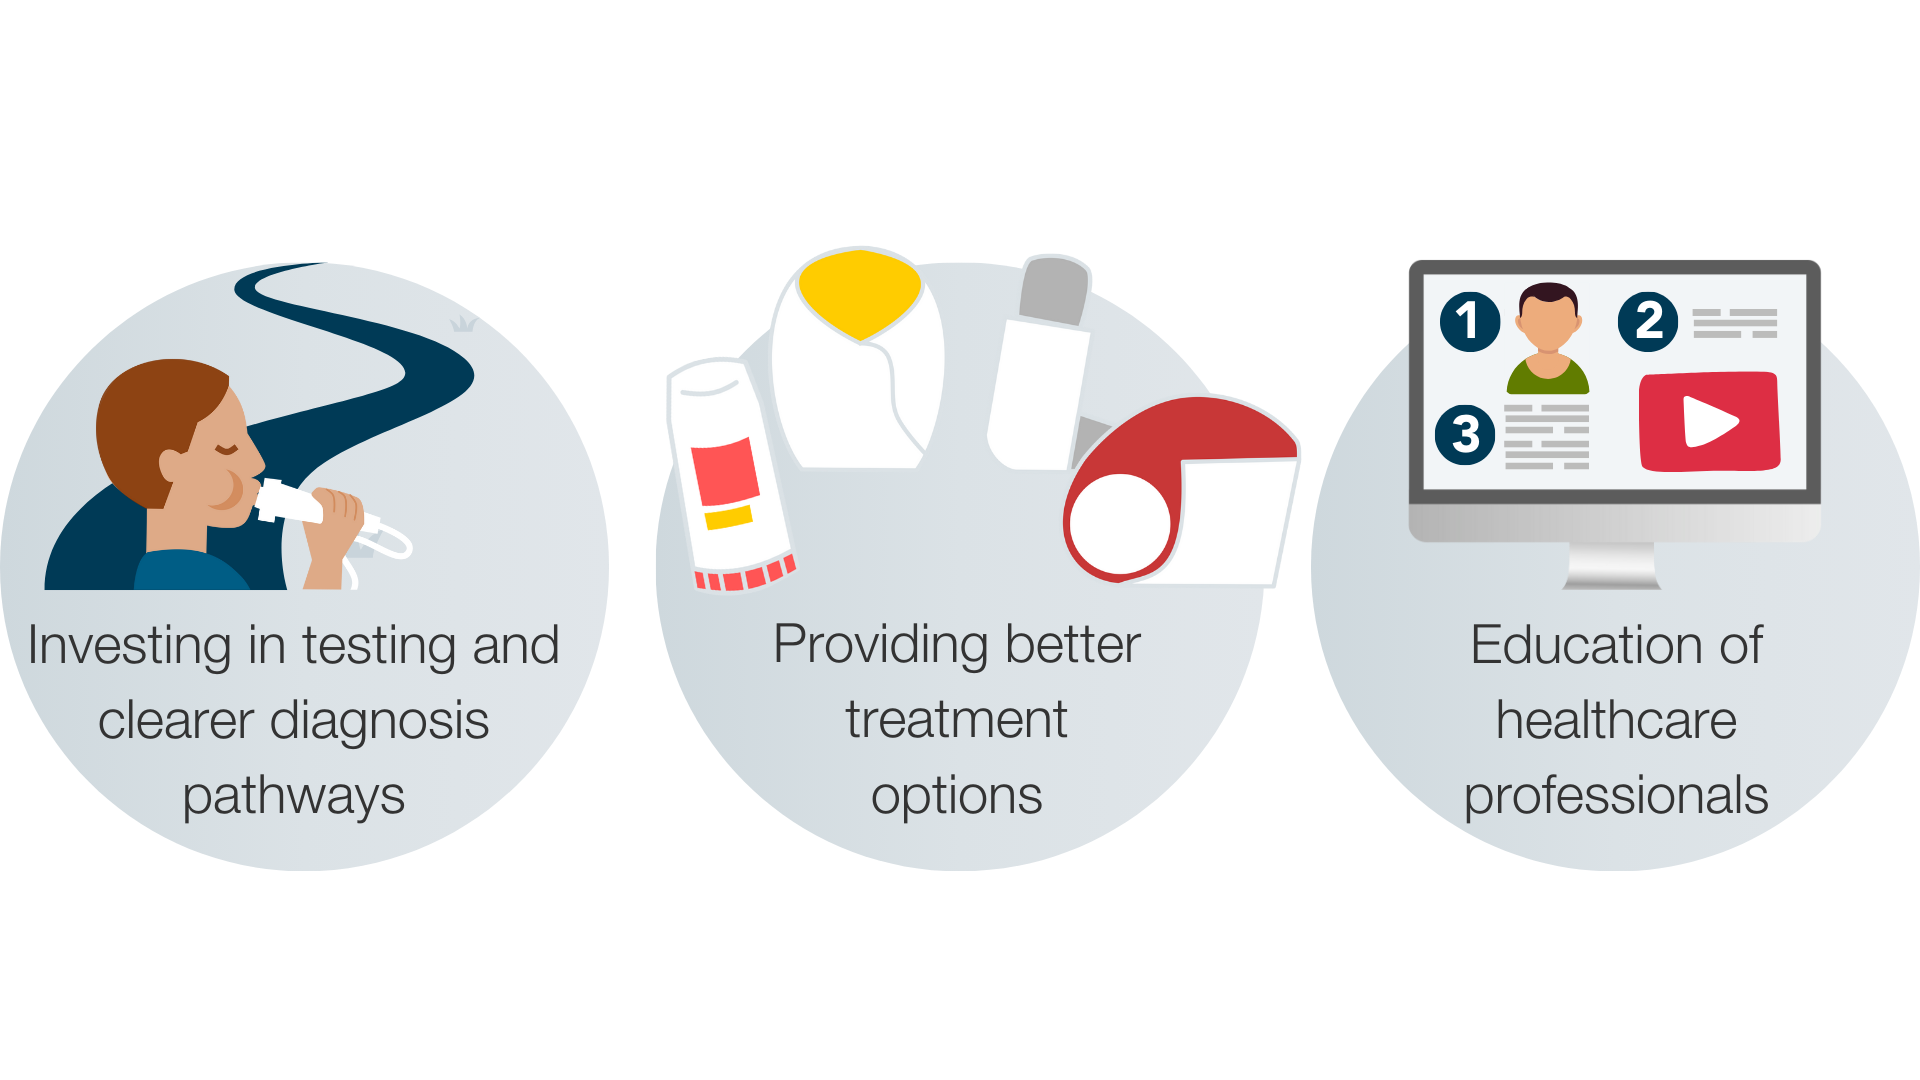 Investing in testing and
clearer diagnosis
pathways
Providing better
treatment
options
1
2
3
Education of
healthcare
professionals